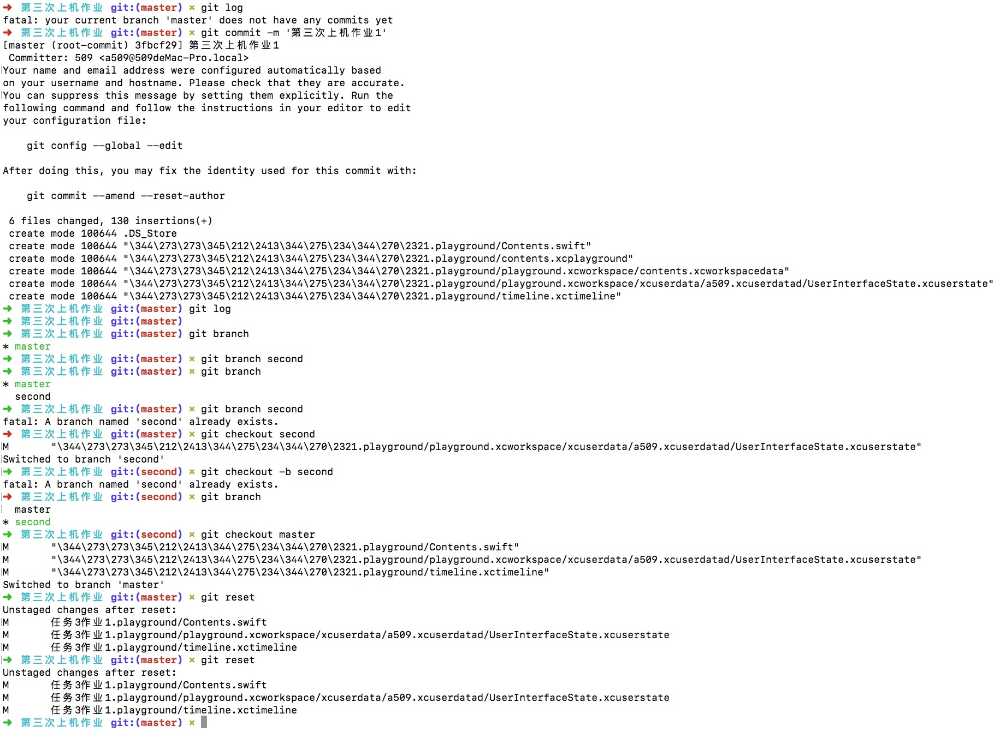 ➜ 第三次上机作业 git:(master) × git log
fatal: your current branch 'master' does not have any commits yet
➜ 第三次上机作业 git:(master) × git commit -m '第三次上机作业1'
[master (root-commit) 3fbcf29] 第三次上机作业1
 Committer: 509 <a509@509deMac-Pro.local>
Your name and email address were configured automatically based
on your username and hostname. Please check that they are accurate.
You can suppress this message by setting them explicitly. Run the
following command and follow the instructions in your editor to edit
your configuration file:
    git config --global --edit
After doing this, you may fix the identity used for this commit with:
    git commit --amend --reset-author
 6 files changed, 130 insertions(+)
 create mode 100644 .DS_Store
 create mode 100644 "\344\273\273\345\212\2413\344\275\234\344\270\2321.playground/Contents.swift"
 create mode 100644 "\344\273\273\345\212\2413\344\275\234\344\270\2321.playground/contents.xcplayground"
 create mode 100644 "\344\273\273\345\212\2413\344\275\234\344\270\2321.playground/playground.xcworkspace/contents.xcworkspacedata"
 create mode 100644 "\344\273\273\345\212\2413\344\275\234\344\270\2321.playground/playground.xcworkspace/xcuserdata/a509.xcuserdatad/UserInterfaceState.xcuserstate"
 create mode 100644 "\344\273\273\345\212\2413\344\275\234\344\270\2321.playground/timeline.xctimeline"
➜ 第三次上机作业 git:(master) git log
➜ 第三次上机作业 git:(master)
➜ 第三次上机作业 git:(master) git branch
* master
➜ 第三次上机作业 git:(master) × git branch second
➜ 第三次上机作业 git:(master) × git branch
* master
  second
➜ 第三次上机作业 git:(master) × git branch second
fatal: A branch named 'second' already exists.
➜ 第三次上机作业 git:(master) × git checkout second
M       "\344\273\273\345\212\2413\344\275\234\344\270\2321.playground/playground.xcworkspace/xcuserdata/a509.xcuserdatad/UserInterfaceState.xcuserstate"
Switched to branch 'second'
➜ 第三次上机作业 git:(second) × git checkout -b second
fatal: A branch named 'second' already exists.
➜ 第三次上机作业 git:(second) × git branch
  master
* second
➜ 第三次上机作业 git:(second) × git checkout master
M       "\344\273\273\345\212\2413\344\275\234\344\270\2321.playground/Contents.swift"
M       "\344\273\273\345\212\2413\344\275\234\344\270\2321.playground/playground.xcworkspace/xcuserdata/a509.xcuserdatad/UserInterfaceState.xcuserstate"
M       "\344\273\273\345\212\2413\344\275\234\344\270\2321.playground/timeline.xctimeline"
Switched to branch 'master'
➜ 第三次上机作业 git:(master) × git reset
Unstaged changes after reset:
M       任务3作业1.playground/Contents.swift
M       任务3作业1.playground/playground.xcworkspace/xcuserdata/a509.xcuserdatad/UserInterfaceState.xcuserstate
M       任务3作业1.playground/timeline.xctimeline
➜ 第三次上机作业 git:(master) × git reset
Unstaged changes after reset:
M       任务3作业1.playground/Contents.swift
M       任务3作业1.playground/playground.xcworkspace/xcuserdata/a509.xcuserdatad/UserInterfaceState.xcuserstate
M       任务3作业1.playground/timeline.xctimeline
➜ 第三次上机作业 git:(master) ×